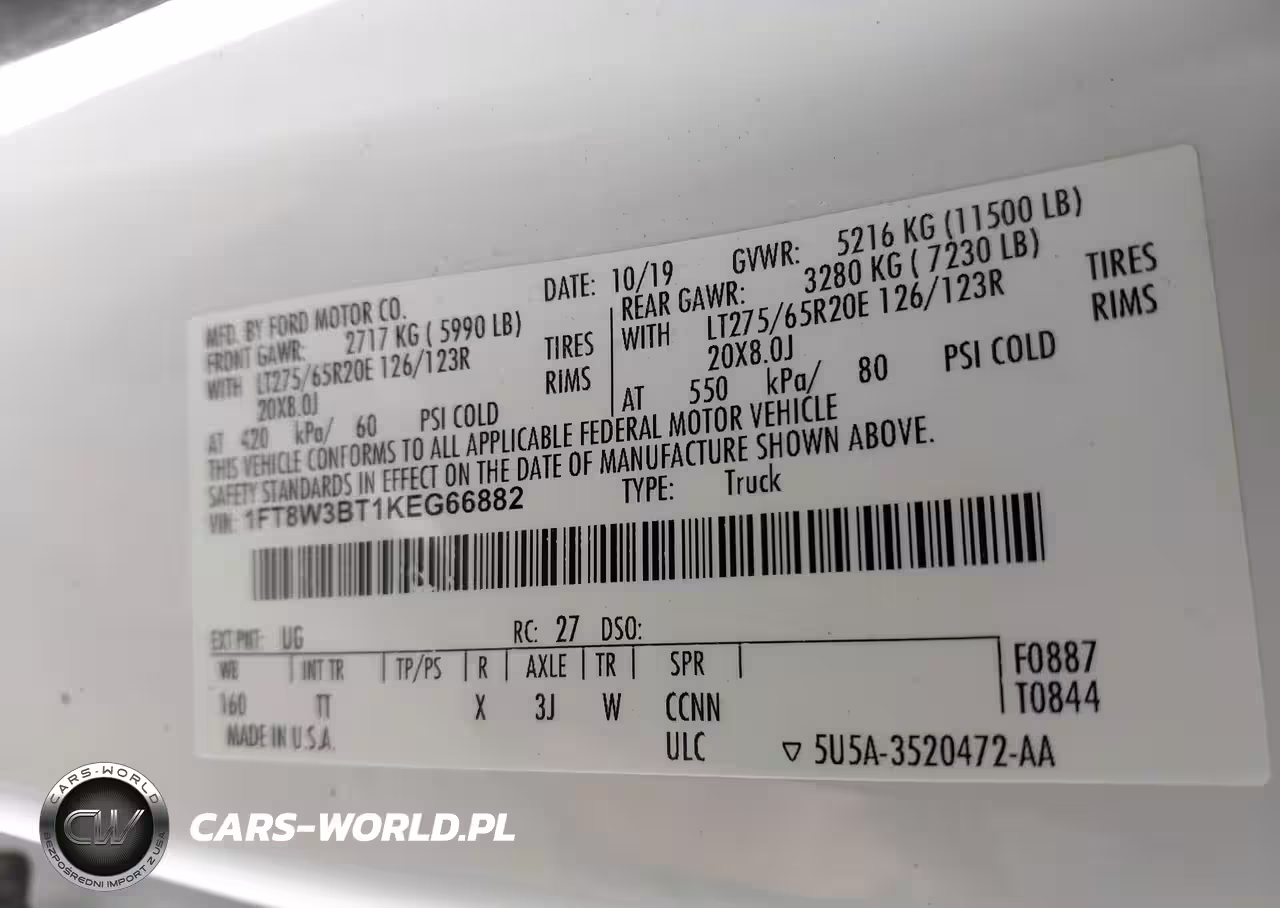 MFD. BY FORD MOTOR CO. DATE: 10/19 GVWR: 5216 KG (11500 LB)
FRONT GAWR: 2717 KG ( 5990 LB) REAR GAWR: 3280 KG ( 7230 LB)
WITH LT275/65R20E 126/123R TIRES WITH LT275/65R20E 126/123R TIRES
20X8.0J RIMS 20X8.0J RIMS
AT 420 kPa/ 60 PSI COLD AT 550 kPa/ 80 PSI COLD
THIS VEHICLE CONFORMS TO ALL APPLICABLE FEDERAL MOTOR VEHICLE
SAFETY STANDARDS IN EFFECT ON THE DATE OF MANUFACTURE SHOWN ABOVE.
VIN: 1FT8W3BT1KEG66882 TYPE: Truck
EXT PNT: UG RC: 27 DSO:
WB INT TR TP/PS R AXLE TR SPR F0887
160 TT X 3J W CCNN T0844
MADE IN U.S.A. ULC ▽ 5U5A-3520472-AA
CARS-WORLD
CW
BEZPOŚREDNI IMPORT Z USA
CARS-WORLD.PL